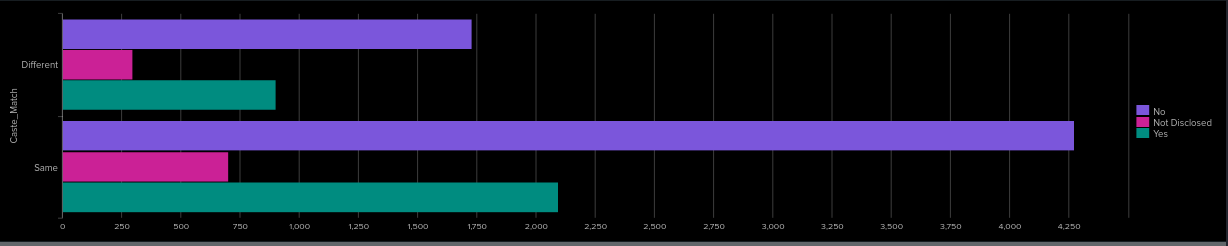 Caste_Match
Different
Same
0 250 500 750 1,000 1,250 1,500 1,750 2,000 2,250 2,500 2,750 3,000 3,250 3,500 3,750 4,000 4,250
No
Not Disclosed
Yes